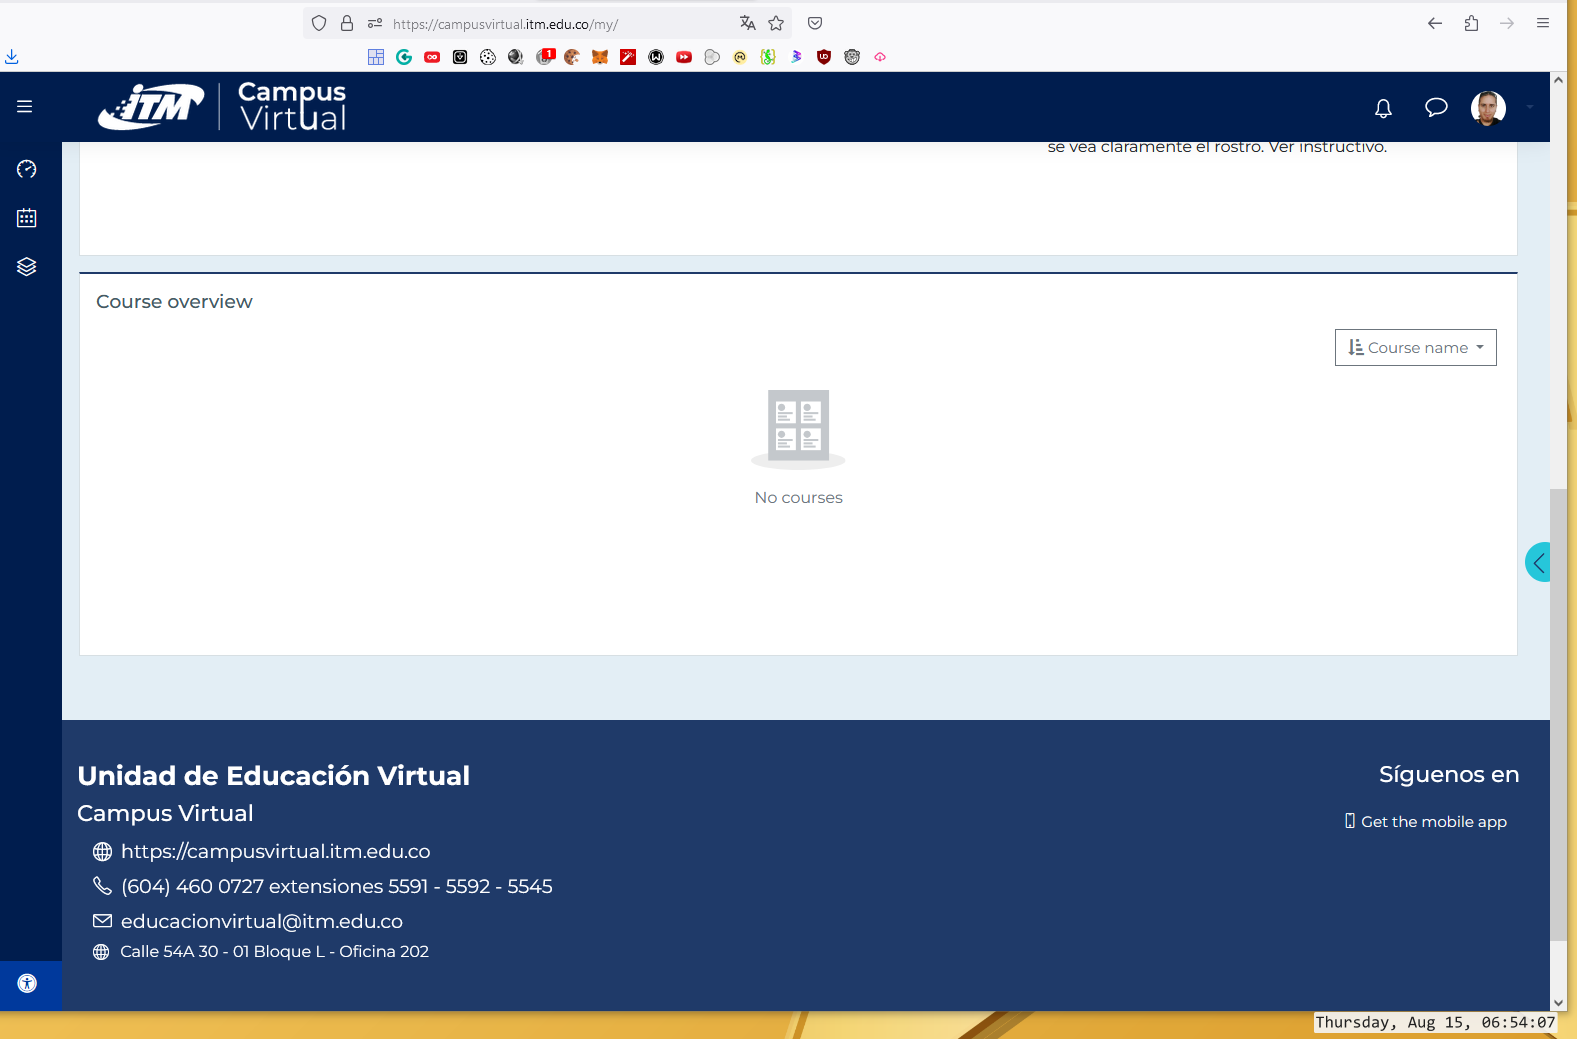 https://campusvirtual.itm.edu.co/my/
1
iTM
Campus
Virtual
se vea claramente el rostro. Ver instructivo.
Course overview
Course name
No courses
Unidad de Educación Virtual
Campus Virtual
https://campusvirtual.itm.edu.co
(604) 460 0727 extensiones 5591 - 5592 - 5545
educacionvirtual@itm.edu.co
Calle 54A 30 - 01 Bloque L - Oficina 202
Síguenos en
Get the mobile app
Thursday, Aug 15, 06:54:07